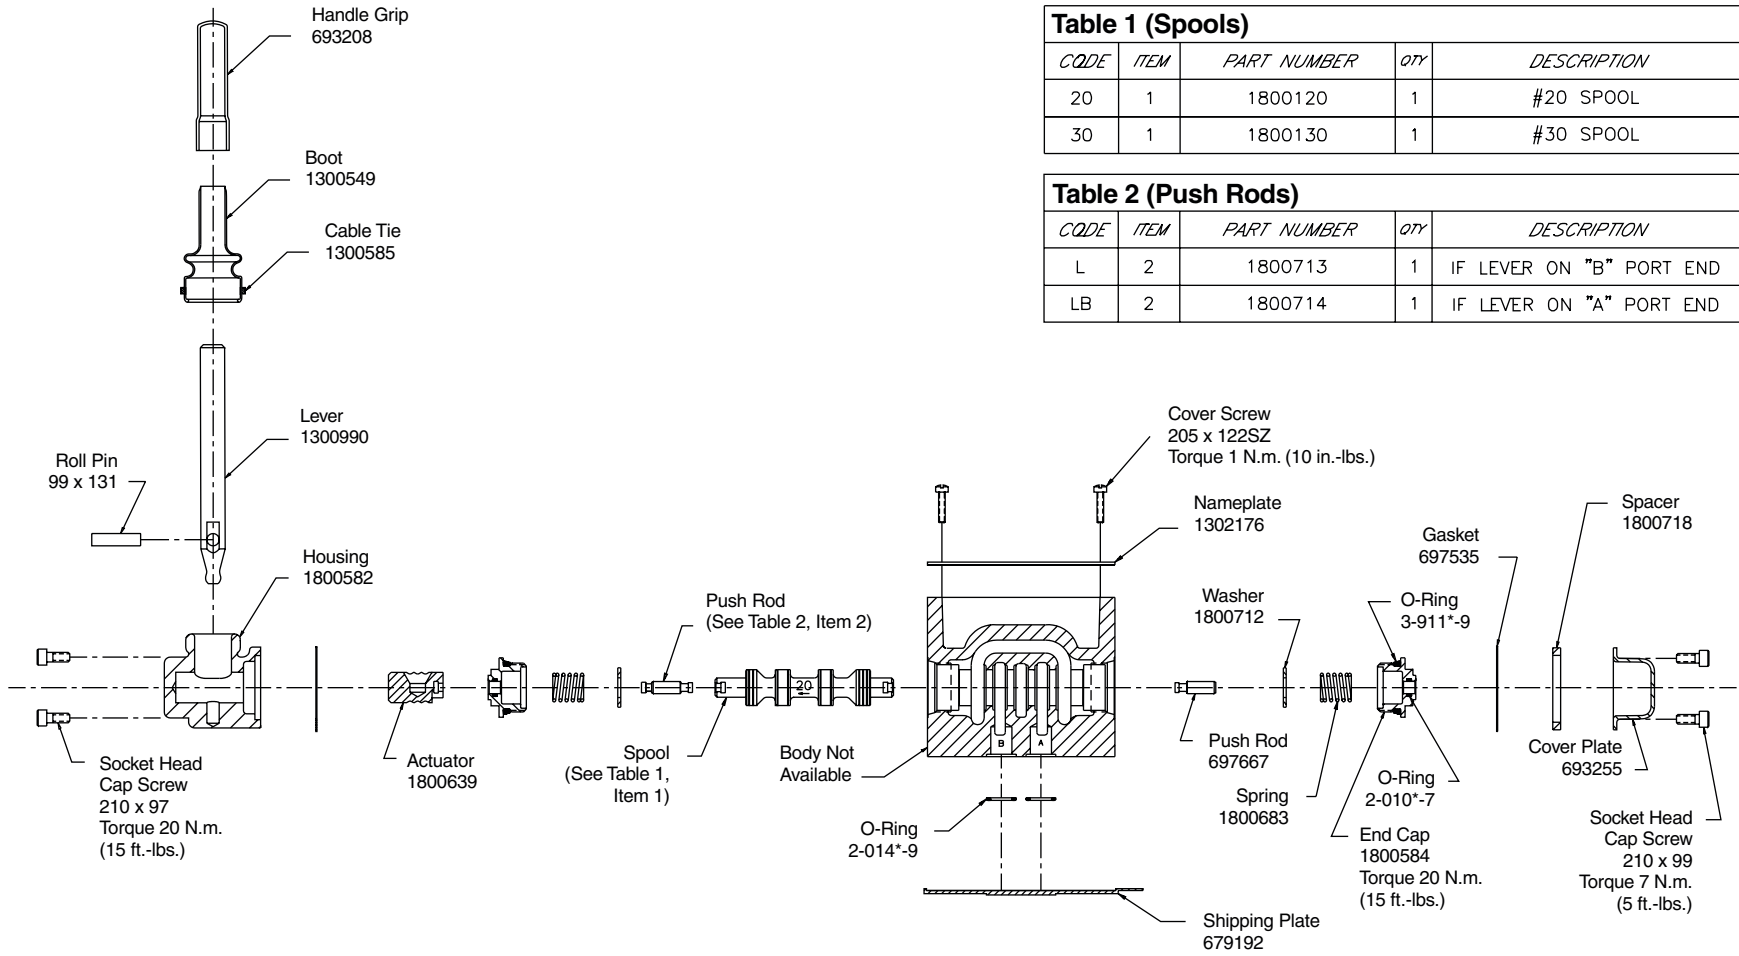 Handle Grip
693208
Boot
1300549
Cable Tie
1300585
Lever
1300990
Roll Pin
99 x 131
Housing
1800582
Socket Head
Cap Screw
210 x 97
Torque 20 N.m.
(15 ft.-lbs.)
Actuator
1800639
Push Rod
(See Table 2, Item 2)
20
Spool
(See Table 1,
Item 1)
Body Not
Available
B A
O-Ring
2-014*-9
Shipping Plate
679192
Cover Screw
205 x 122SZ
Torque 1 N.m. (10 in.-lbs.)
Nameplate
1302176
Washer
1800712
Push Rod
697667
Spring
1800683
O-Ring
3-911*-9
O-Ring
2-010*-7
End Cap
1800584
Torque 20 N.m.
(15 ft.-lbs.)
Gasket
697535
Spacer
1800718
Cover Plate
693255
Socket Head
Cap Screw
210 x 99
Torque 7 N.m.
(5 ft.-lbs.)
Table 1 (Spools)
CODE ITEM PART NUMBER QTY DESCRIPTION
20 1 1800120 1 #20 SPOOL
30 1 1800130 1 #30 SPOOL
Table 2 (Push Rods)
CODE ITEM PART NUMBER QTY DESCRIPTION
L 2 1800713 1 IF LEVER ON "B" PORT END
LB 2 1800714 1 IF LEVER ON "A" PORT END